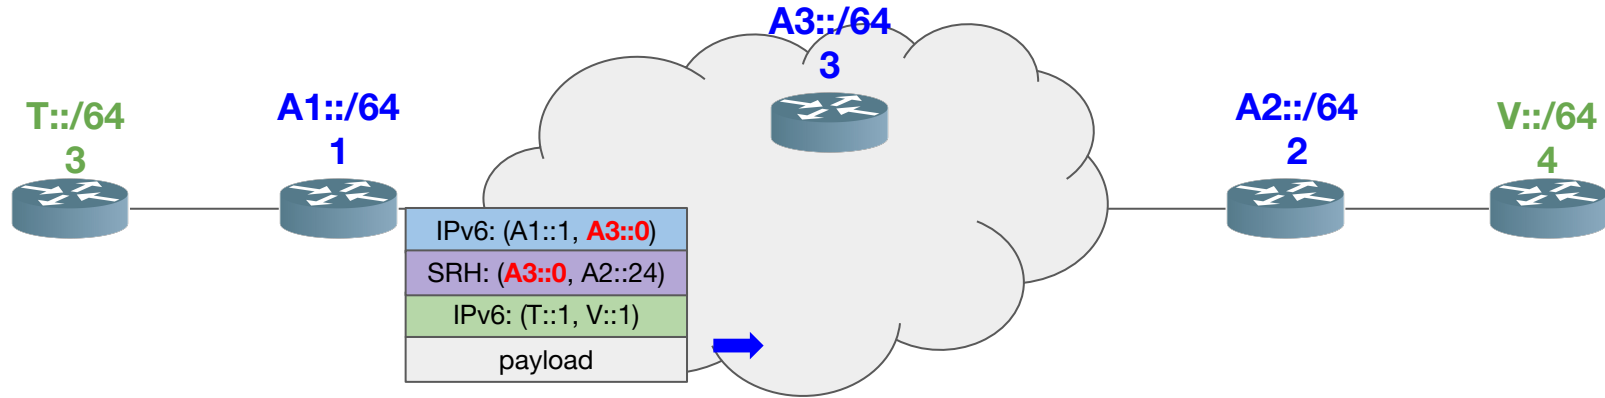 A3::/64
3
T::/64
3
A1::/64
1
A2::/64
2
V::/64
4
IPv6: (A1::1, A3::0)
SRH: (A3::0, A2::24)
IPv6: (T::1, V::1)
payload